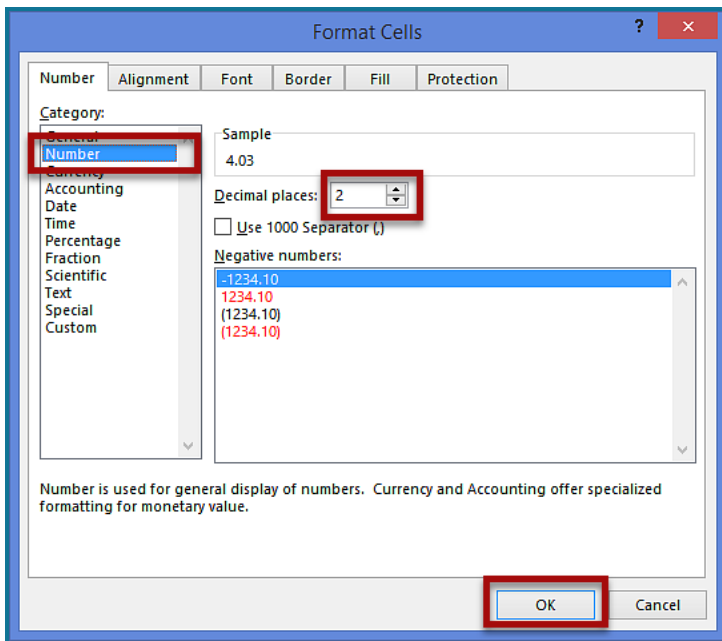 Format Cells
?
×
Number Alignment Font Border Fill Protection
Category:
General
Number
Currency
Accounting
Date
Time
Percentage
Fraction
Scientific
Text
Special
Custom
Sample
4.03
Decimal places: 2
Use 1000 Separator (,)
Negative numbers:
-1234.10
1234.10
(1234.10)
(1234.10)
Number is used for general display of numbers. Currency and Accounting offer specialized
formatting for monetary value.
OK Cancel